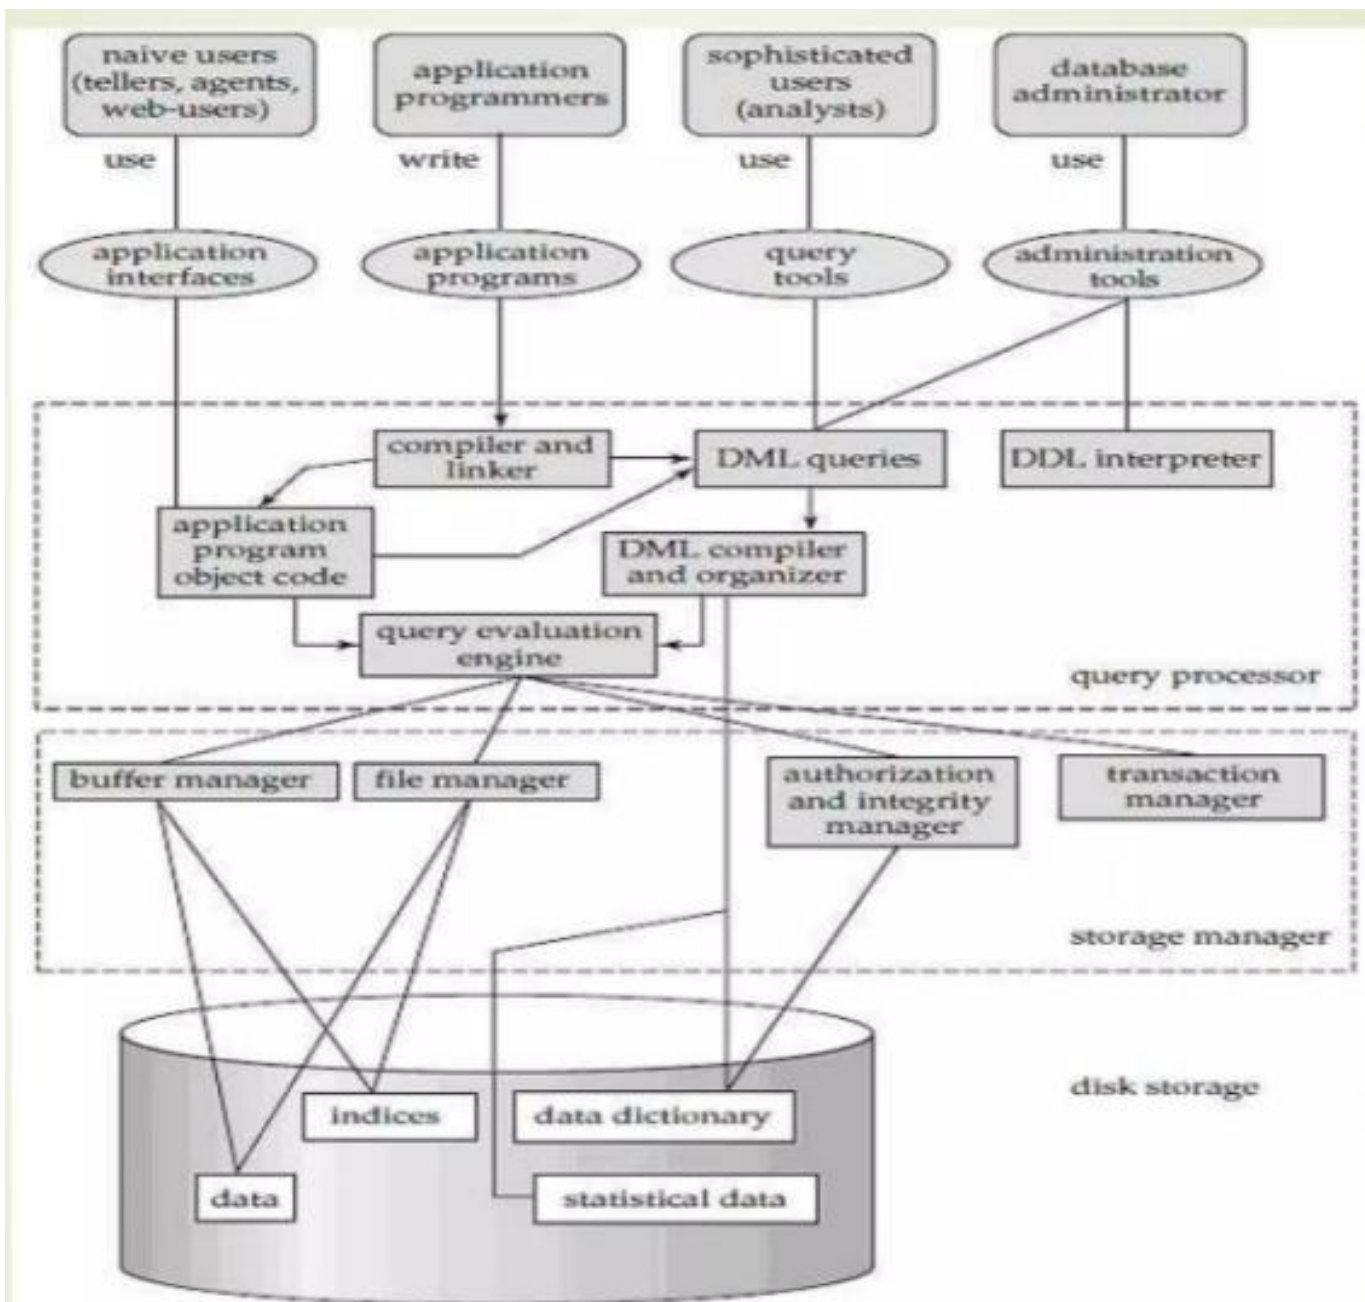 naive users
(tellers, agents,
web-users)
application
programmers
sophisticated
users
(analysts)
database
administrator
use
write
use
use
application
interfaces
application
programs
query
tools
administration
tools
compiler and
linker
DML queries
DDL interpreter
application
program
object code
DML compiler
and organizer
query evaluation
engine
query processor
buffer manager
file manager
authorization
and integrity
manager
transaction
manager
storage manager
disk storage
indices
data dictionary
data
statistical data